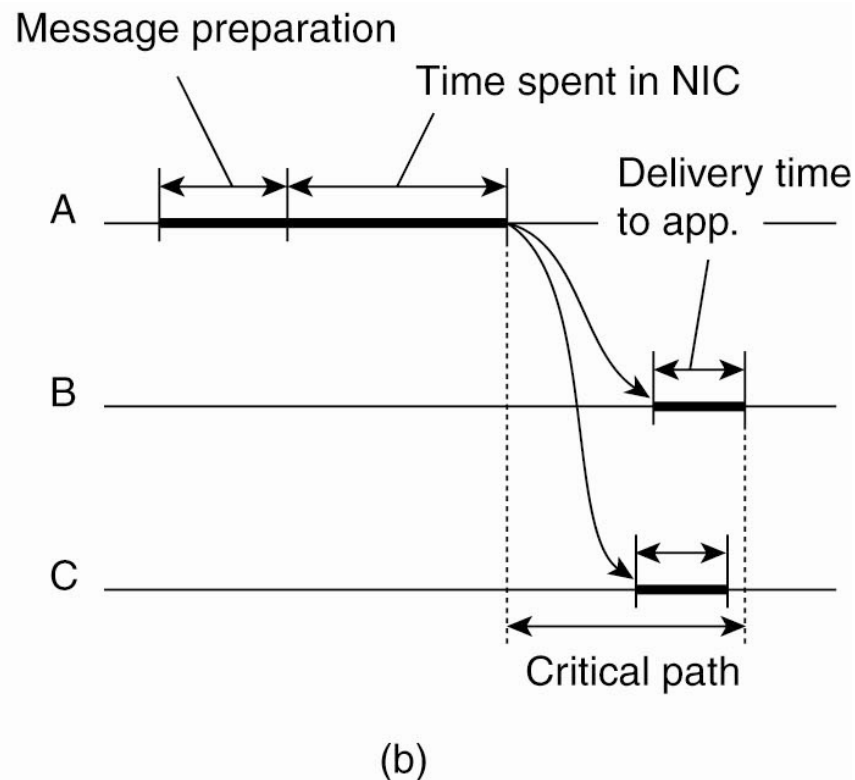 Message preparation
Time spent in NIC
Delivery time
to app.
A
B
C
Critical path
(b)